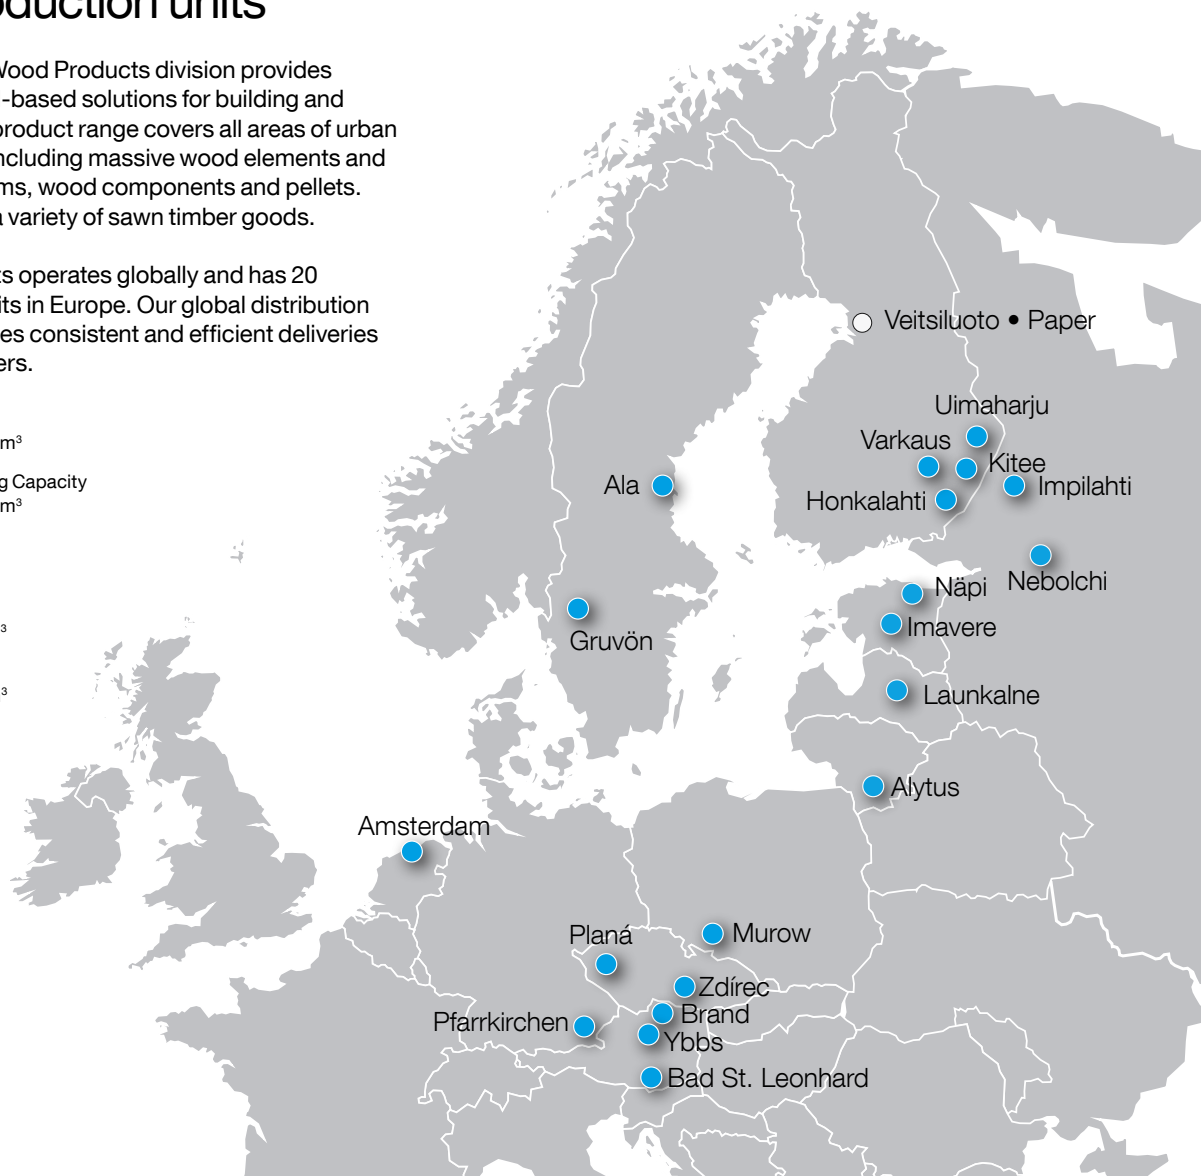 oduction units
Wood Products division provides
-based solutions for building and
product range covers all areas of urban
ncluding massive wood elements and
ms, wood components and pellets.
a variety of sawn timber goods.
ts operates globally and has 20
its in Europe. Our global distribution
es consistent and efficient deliveries
ers.
m³
g Capacity
m³
³
³
Veitsiluoto • Paper
Uimaharju
Varkaus
Kitee
Ala
Impilahti
Honkalahti
Nebolchi
Näpi
Imavere
Gruvön
Launkalne
Alytus
Amsterdam
Murow
Planá
Zdírec
Brand
Pfarrkirchen
Ybbs
Bad St. Leonhard